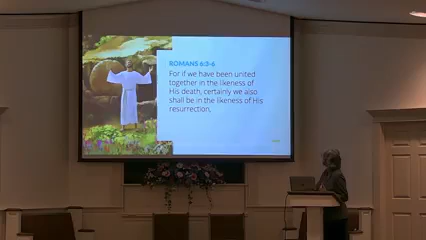 ROMANS 6:3-6
For if we have been united
together in the likeness of
His death, certainly we also
shall be in the likeness of His
resurrection.